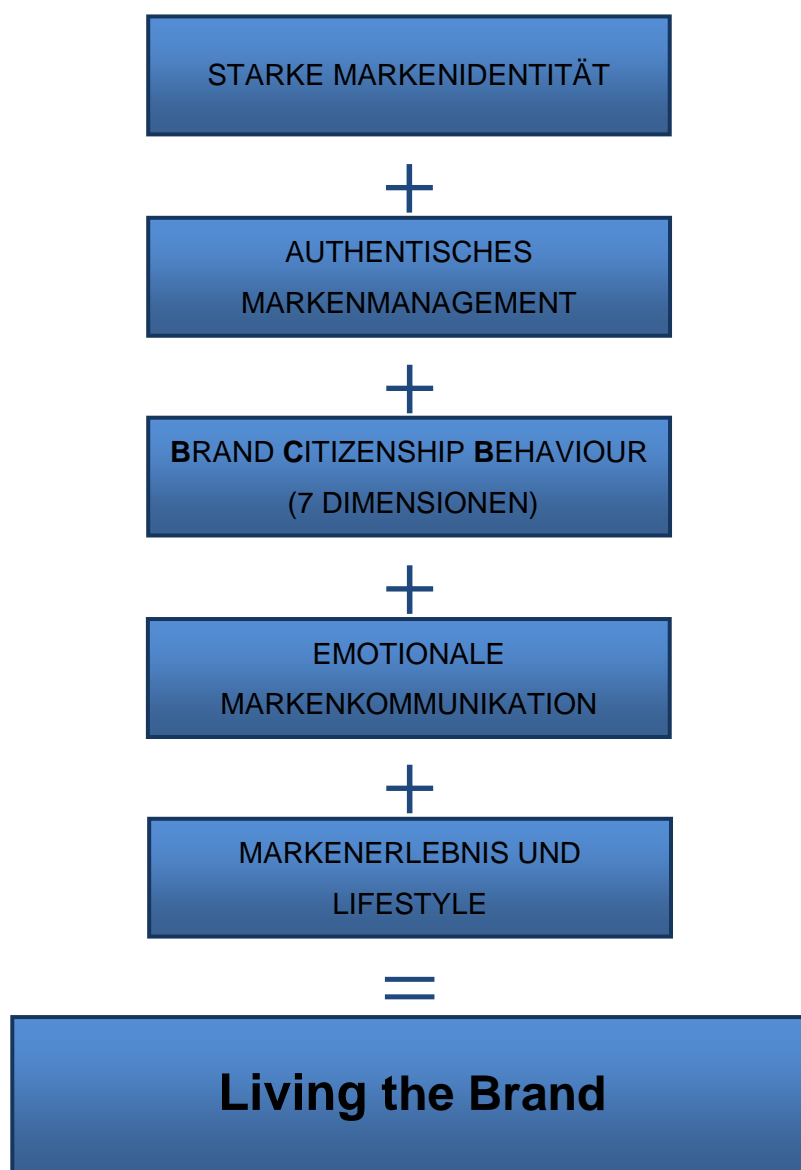 STARKE MARKENIDENTITÄT
+
AUTHENTISCHES
MARKENMANAGEMENT
+
BRAND CITIZENSHIP BEHAVIOUR
(7 DIMENSIONEN)
+
EMOTIONALE
MARKENKOMMUNIKATION
+
MARKENERLEBNIS UND
LIFESTYLE
=
Living the Brand